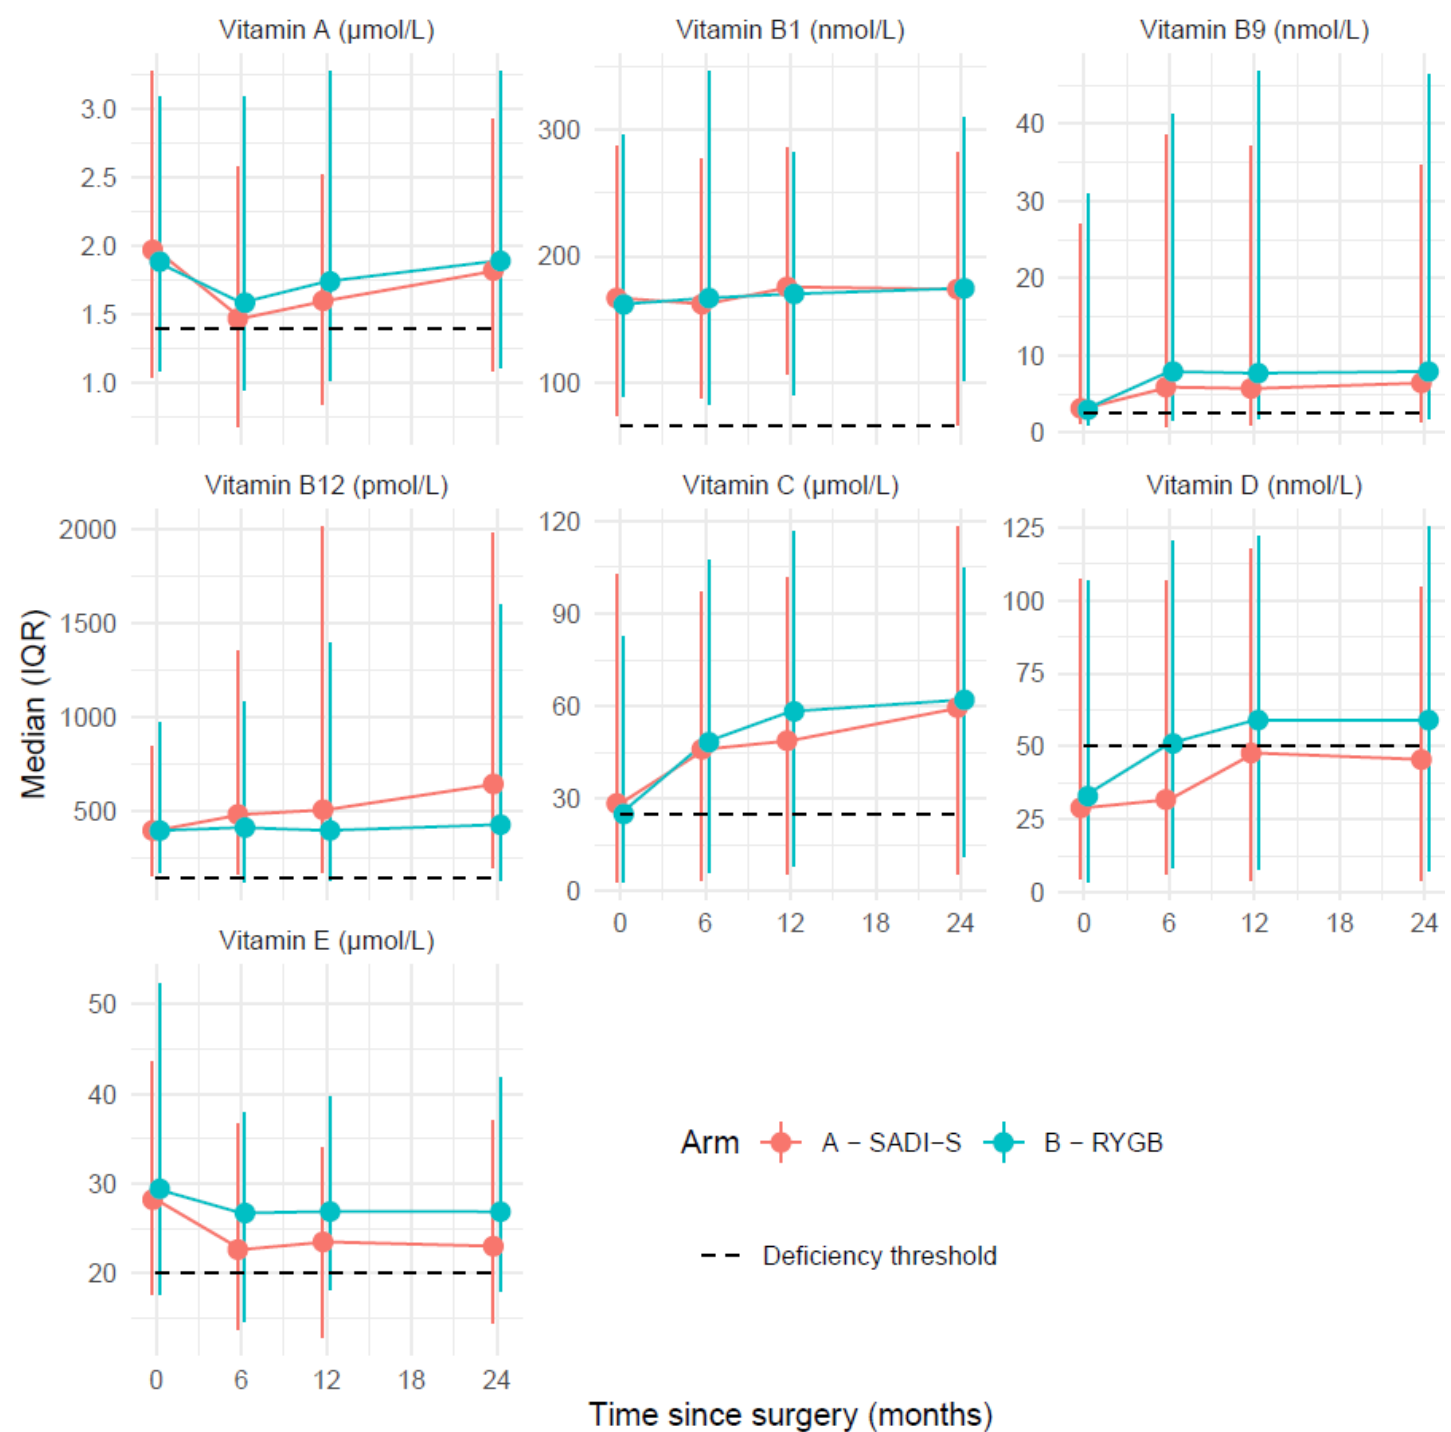 Vitamin A (µmol/L)
Vitamin B1 (nmol/L)
Vitamin B9 (nmol/L)
3.0
2.5
2.0
1.5
1.0
300
200
100
40
30
20
10
0
Vitamin B12 (pmol/L)
Vitamin C (µmol/L)
Vitamin D (nmol/L)
2000
1500
1000
500
120
90
60
30
0
125
100
75
50
25
0
0 6 12 18 24
0 6 12 18 24
Median (IQR)
Vitamin E (µmol/L)
50
40
30
20
0 6 12 18 24
Arm A − SADI−S B − RYGB
Deficiency threshold
Time since surgery (months)